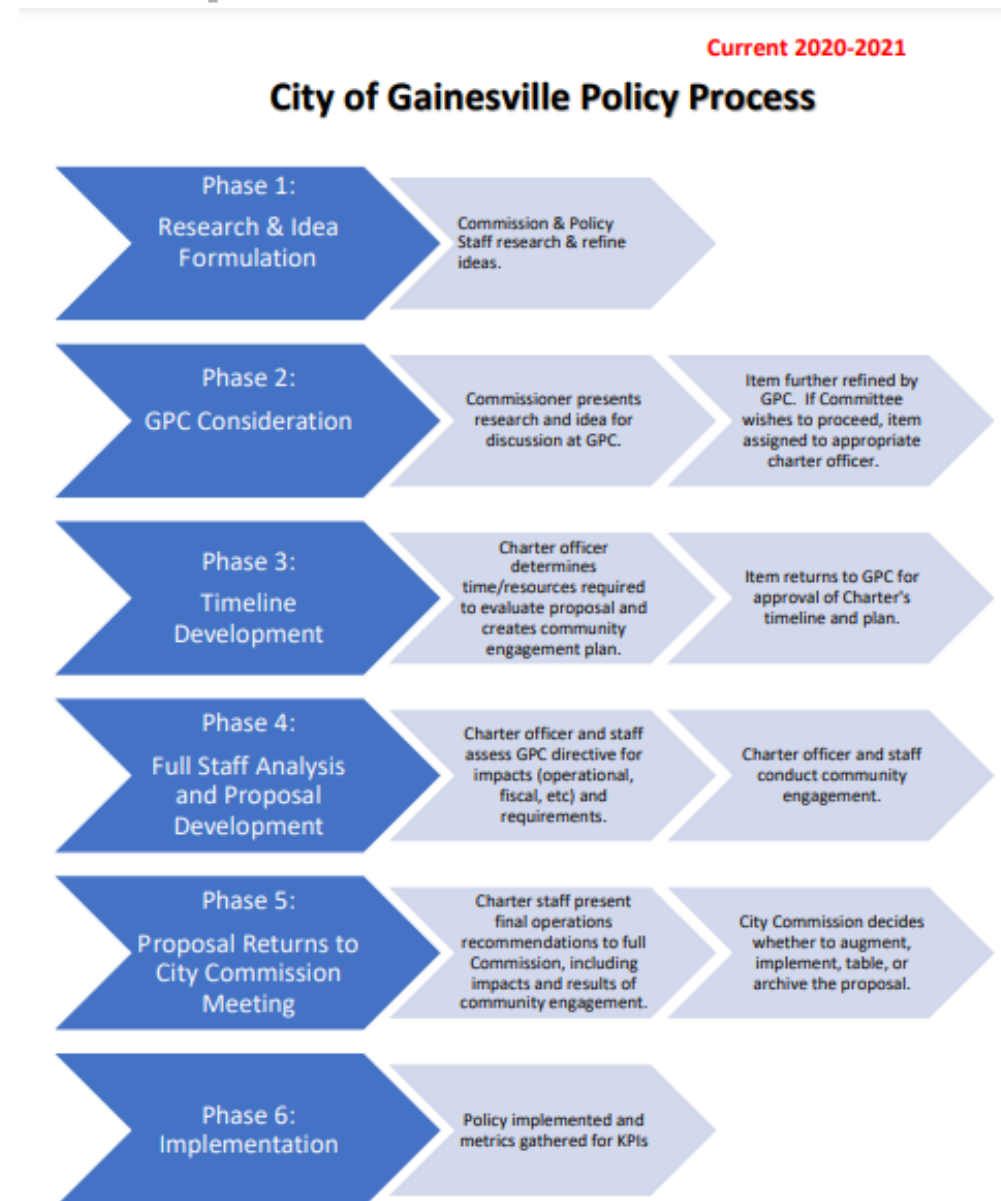 Current 2020-2021
City of Gainesville Policy Process
Phase 1:
Research & Idea
Formulation
Commission & Policy
Staff research & refine
ideas.
Phase 2:
GPC Consideration
Commissioner presents
research and idea for
discussion at GPC.
Item further refined by
GPC. If Committee
wishes to proceed, item
assigned to appropriate
charter officer.
Phase 3:
Timeline
Development
Charter officer
determines
time/resources required
to evaluate proposal and
creates community
engagement plan.
Item returns to GPC for
approval of Charter's
timeline and plan.
Phase 4:
Full Staff Analysis
and Proposal
Development
Charter officer and staff
assess GPC directive for
impacts (operational,
fiscal, etc) and
requirements.
Charter officer and staff
conduct community
engagement.
Phase 5:
Proposal Returns to
City Commission
Meeting
Charter staff present
final operations
recommendations to full
Commission, including
impacts and results of
community engagement.
City Commission decides
whether to augment,
implement, table, or
archive the proposal.
Phase 6:
Implementation
Policy implemented and
metrics gathered for KPIs